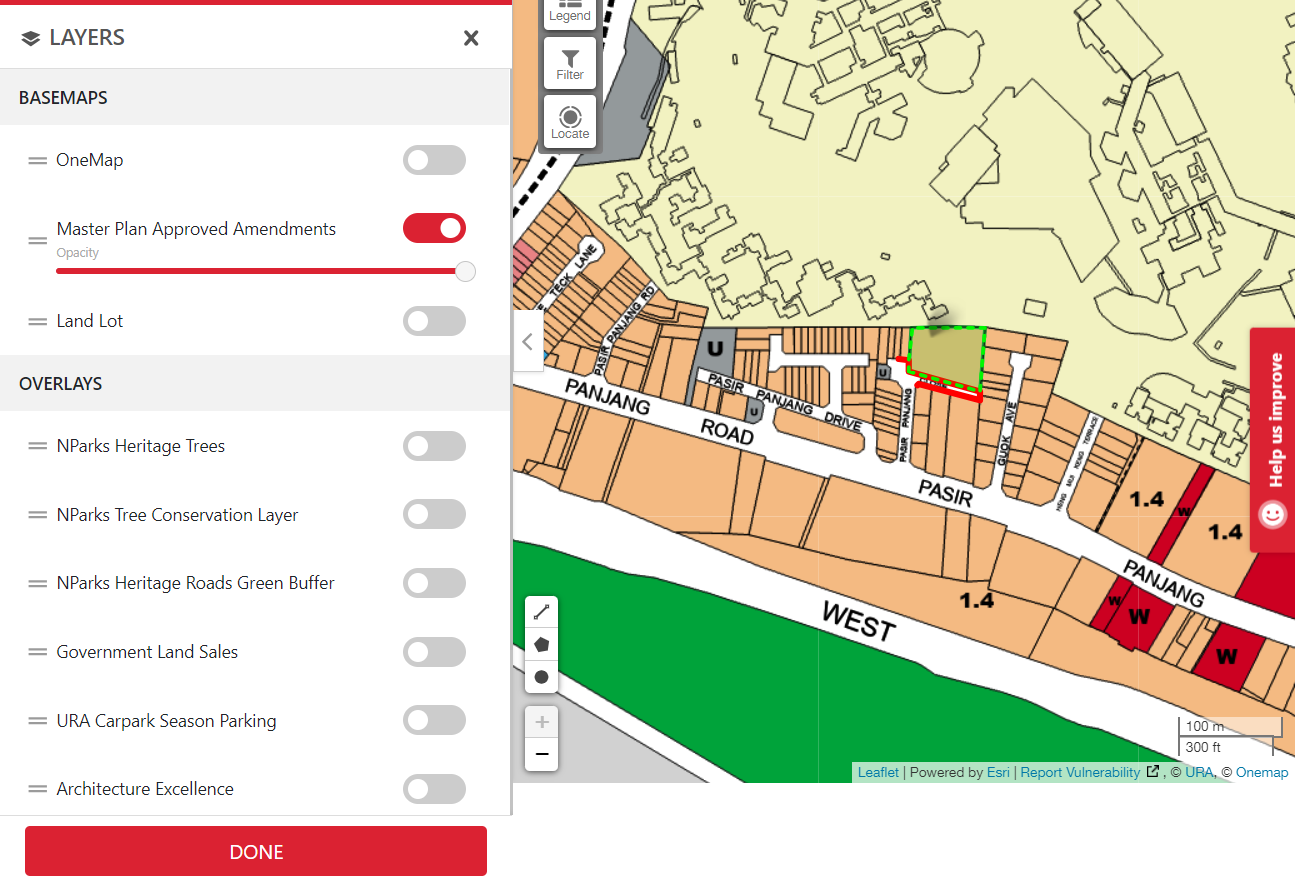 LAYERS
BASEMAPS
OneMap
Master Plan Approved Amendments
Opacity
Land Lot
OVERLAYS
NParks Heritage Trees
NParks Tree Conservation Layer
NParks Heritage Roads Green Buffer
Government Land Sales
URA Carpark Season Parking
Architecture Excellence
DONE
Legend
Filter
Locate
TECK LANE
PASIR PANJANG RD
U
U
U
PASIR PANJANG DRIVE
PASIR PANJANG
GUOK AVE
HENG MUI KENG TERRACE
PANJANG
ROAD
PASIR
PANJANG
WEST
1.4
1.4
1.4
W
W
W
W
Help us improve
+
−
100 m
300 ft
Leaflet | Powered by Esri | Report Vulnerability , © URA, © Onemap